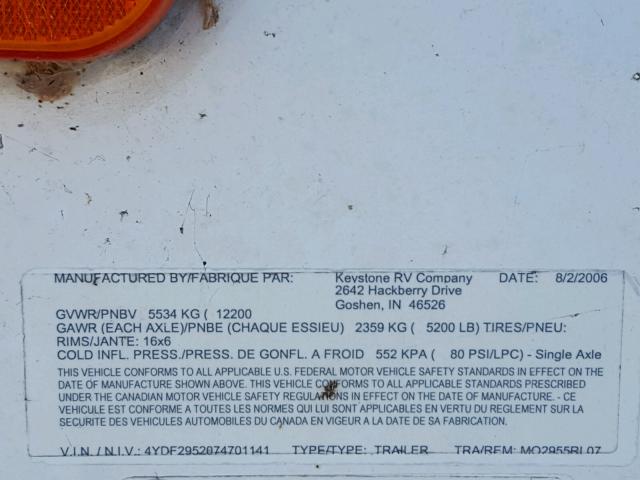 MANUFACTURED BY/FABRIQUE PAR: Keystone RV Company DATE: 8/2/2006
2642 Hackberry Drive
Goshen, IN 46526
GVWR/PNBV 5534 KG ( 12200
GAWR (EACH AXLE)/PNBE (CHAQUE ESSIEU) 2359 KG ( 5200 LB) TIRES/PNEU:
RIMS/JANTE: 16x6
COLD INFL. PRESS./PRESS. DE GONFL. A FROID 552 KPA ( 80 PSI/LPC) - Single Axle
THIS VEHICLE CONFORMS TO ALL APPLICABLE U.S. FEDERAL MOTOR VEHICLE SAFETY STANDARDS IN EFFECT ON THE
DATE OF MANUFACTURE SHOWN ABOVE. THIS VEHICLE CONFORMS TO ALL APPLICABLE STANDARDS PRESCRIBED
UNDER THE CANADIAN MOTOR VEHICLE SAFETY REGULATIONS IN EFFECT ON THE DATE OF MANUFACTURE. - CE
VEHICULE EST CONFORME A TOUTES LES NORMES QUI LUI SONT APPLICABLES EN VERTU DU REGLEMENT SUR LA
SECURITE DES VEHICULES AUTOMOBILES DU CANADA EN VIGEUR A LA DATE DE SA FABRICATION.
V.I.N. / N.I.V.: 4YDF2952074701141 TYPE/TYPE: TRAILER TRA/REM: MO2955RL07